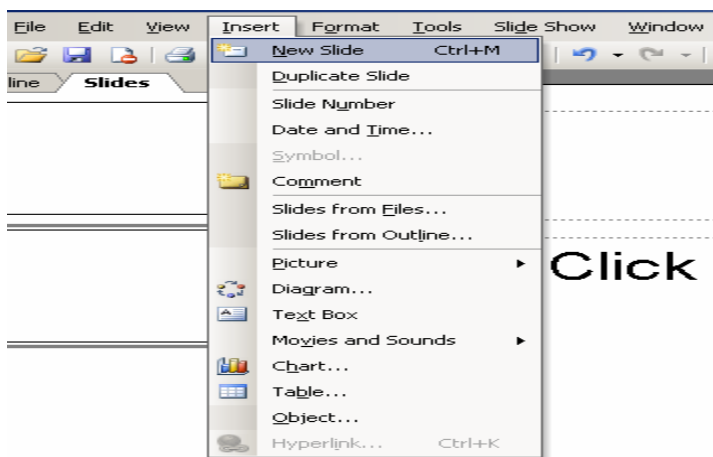 File Edit View Insert Format Tools Slide Show Window
line Slides
New Slide Ctrl+M
Duplicate Slide
Slide Number
Date and Time...
Symbol...
Comment
Slides from Files...
Slides from Outline...
Picture
Click
Diagram...
Text Box
Movies and Sounds
Chart...
Table...
Object...
Hyperlink... Ctrl+K